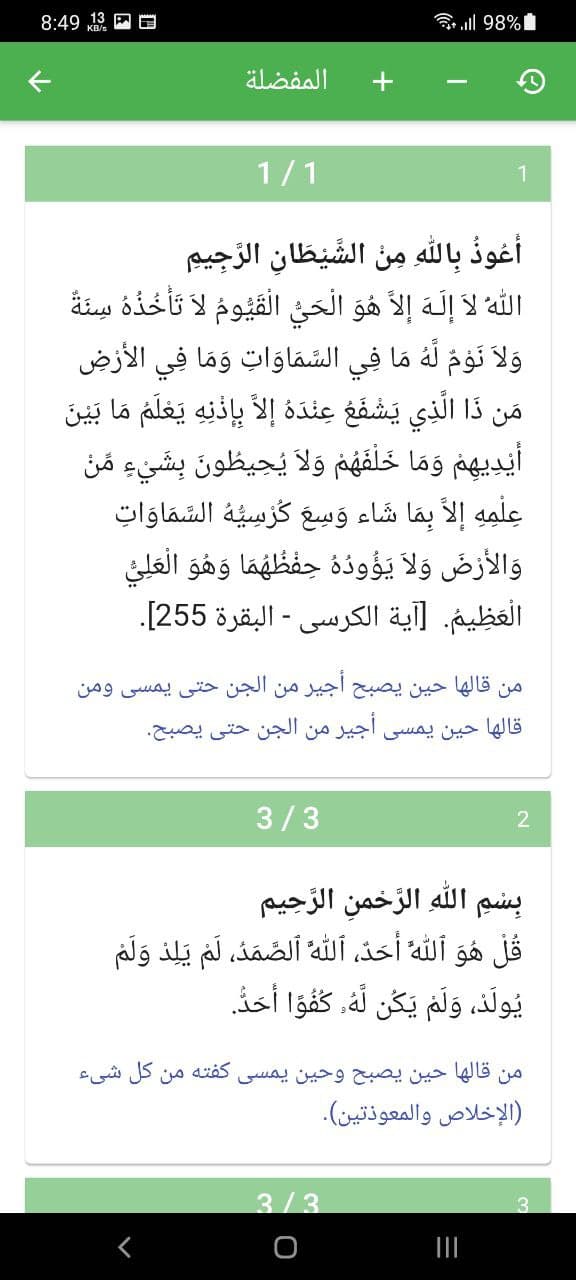 8:49 13 KB/s 98%
المفضلة
1 / 1 1
أَعُوذُ بِاللهِ مِنْ الشَّيْطَانِ الرَّجِيمِ
اللهُ لاَ إِلَـهَ إِلاَّ هُوَ الْحَيُّ الْقَيُّومُ لاَ تَأْخُذُهُ سِنَةٌ
وَلاَ نَوْمٌ لَّهُ مَا فِي السَّمَاوَاتِ وَمَا فِي الأَرْضِ
مَن ذَا الَّذِي يَشْفَعُ عِنْدَهُ إِلاَّ بِإِذْنِهِ يَعْلَمُ مَا بَيْنَ
أَيْدِيهِمْ وَمَا خَلْفَهُمْ وَلاَ يُحِيطُونَ بِشَيْءٍ مِّنْ
عِلْمِهِ إِلاَّ بِمَا شَاء وَسِعَ كُرْسِيُّهُ السَّمَاوَاتِ
وَالأَرْضَ وَلاَ يَؤُودُهُ حِفْظُهُمَا وَهُوَ الْعَلِيُّ
الْعَظِيمُ. [آية الكرسى - البقرة 255].
من قالها حين يصبح أجير من الجن حتى يمسى ومن
قالها حين يمسى أجير من الجن حتى يصبح.
3 / 3 2
بِسْمِ اللهِ الرَّحْمنِ الرَّحِيم
قُلْ هُوَ ٱللهُ أَحَدٌ، ٱللهُ ٱلصَّمَدُ، لَمْ يَلِدْ وَلَمْ
يُولَدْ، وَلَمْ يَكُن لَّهُۥ كُفُوًا أَحَدٌۢ.
من قالها حين يصبح وحين يمسى كفته من كل شىء
(الإخلاص والمعوذتين).
3 / 3 3